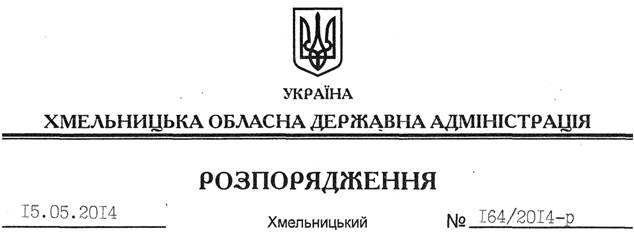 УКРАЇНА
ХМЕЛЬНИЦЬКА ОБЛАСНА ДЕРЖАВНА АДМІНІСТРАЦІЯ
РОЗПОРЯДЖЕННЯ
15.05.2014 Хмельницький № 164/2014-р